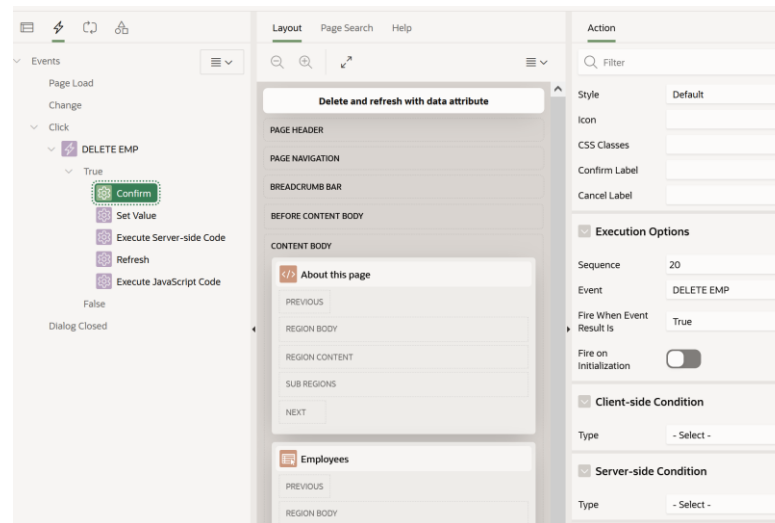 Events
Page Load
Change
Click
DELETE EMP
True
Confirm
Set Value
Execute Server-side Code
Refresh
Execute JavaScript Code
False
Dialog Closed
Layout Page Search Help
Delete and refresh with data attribute
PAGE HEADER
PAGE NAVIGATION
BREADCRUMB BAR
BEFORE CONTENT BODY
CONTENT BODY
</> About this page
PREVIOUS
REGION BODY
REGION CONTENT
SUB REGIONS
NEXT
Employees
PREVIOUS
REGION BODY
Action
Filter
Style Default
Icon
CSS Classes
Confirm Label
Cancel Label
Execution Options
Sequence 20
Event DELETE EMP
Fire When Event
Result Is True
Fire on
Initialization
Client-side Condition
Type - Select -
Server-side Condition
Type - Select -